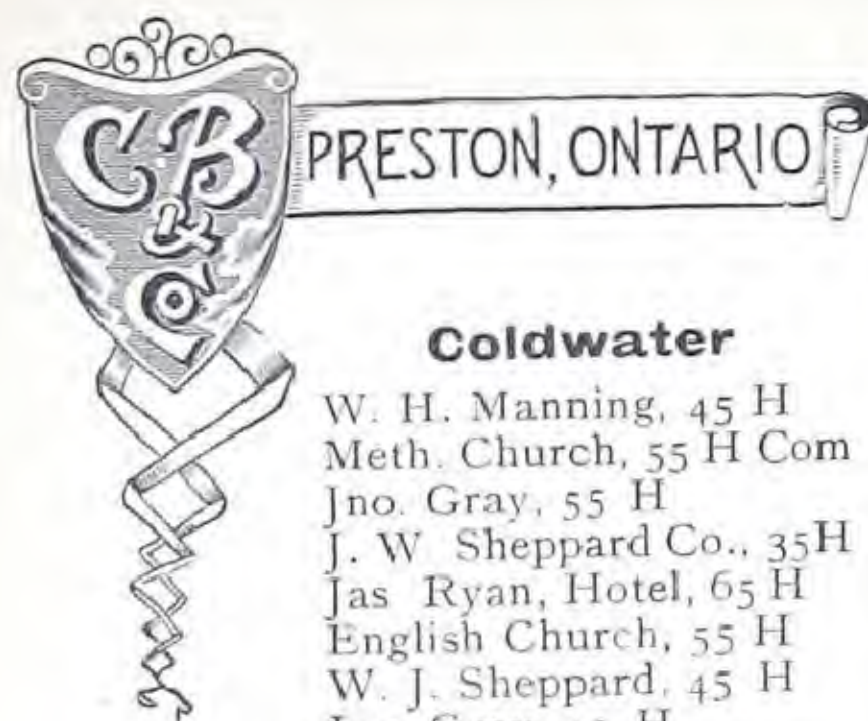 CB
&
Co
PRESTON, ONTARIO
Coldwater
W. H. Manning, 45 H
Meth. Church, 55 H Com
Jno. Gray, 55 H
J. W Sheppard Co., 35H
Jas Ryan, Hotel, 65 H
English Church, 55 H
W. J. Sheppard, 45 H